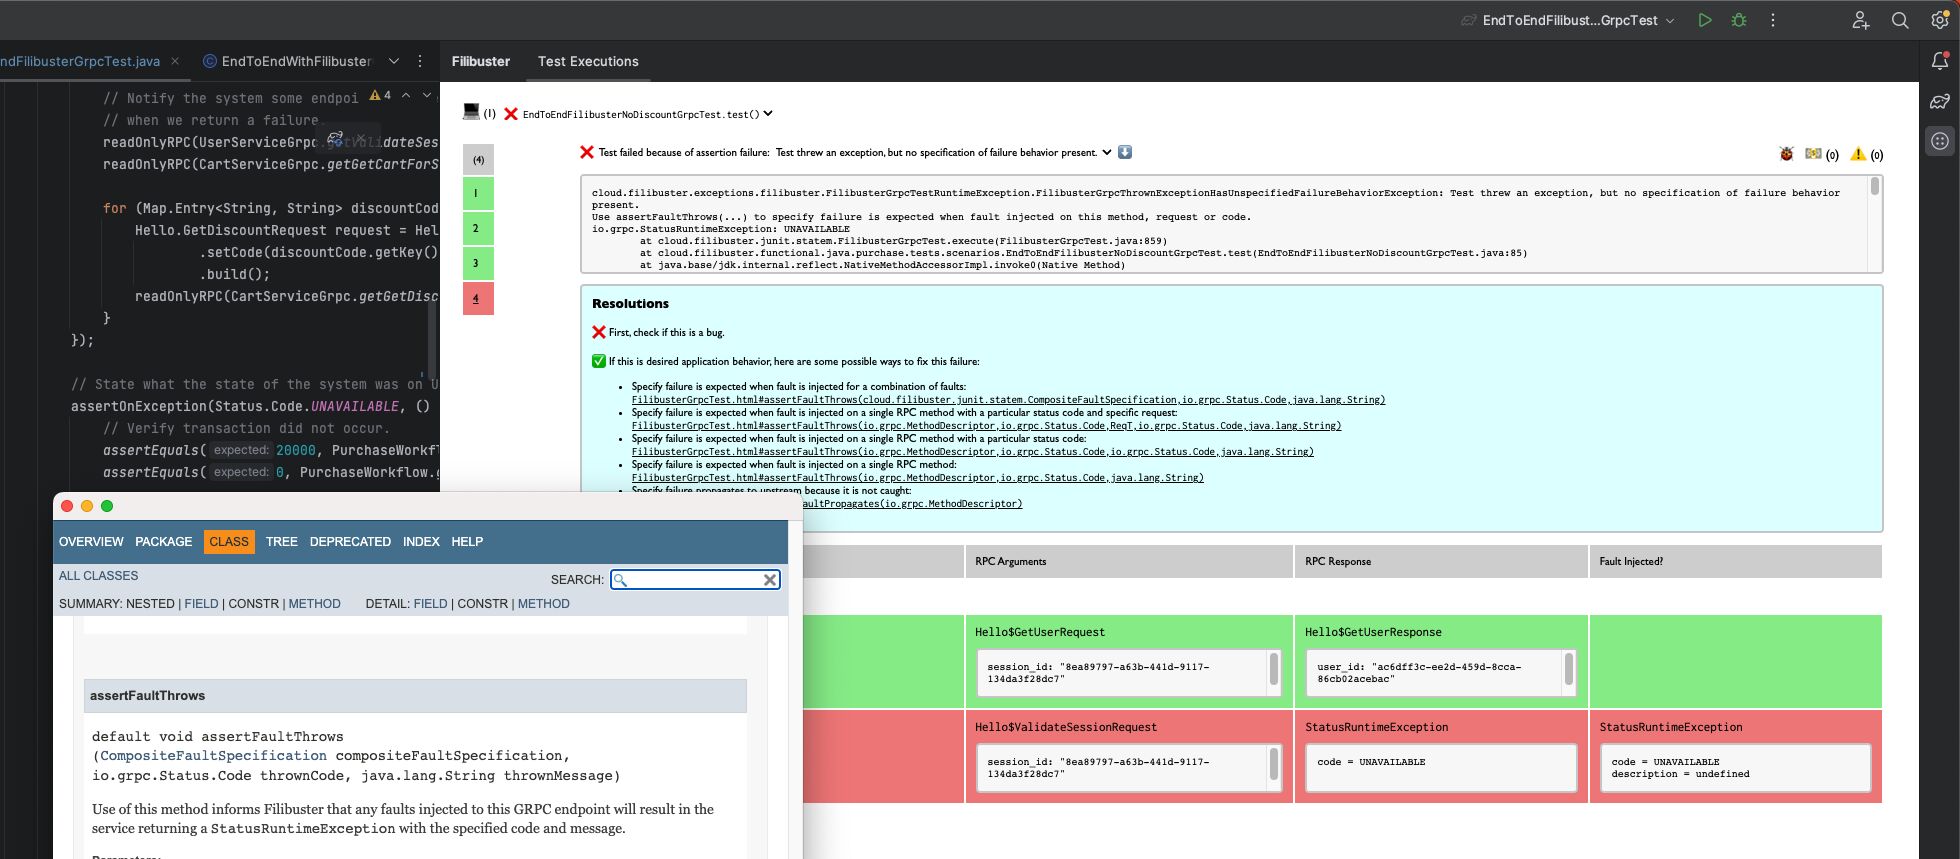 EndToEndFilibust...GrpcTest
ndFilibusterGrpcTest.java
EndToEndWithFilibuster
Filibuster
Test Executions
// Notify the system some endpoi
4
// when we return a failure.
readOnlyRPC(UserServiceGrpc.getValidateSes
readOnlyRPC(CartServiceGrpc.getGetCartForS
for (Map.Entry<String, String> discountCod
Hello.GetDiscountRequest request = Hel
.setCode(discountCode.getKey()
.build();
readOnlyRPC(CartServiceGrpc.getGetDisc
}
});
// State what the state of the system was on U
assertOnException(Status.Code.UNAVAILABLE, ()
// Verify transaction did not occur.
assertEquals( expected: 20000, PurchaseWorkfl
assertEquals( expected: 0, PurchaseWorkflow.g
(1)
EndToEndFilibusterNoDiscountGrpcTest.test()
(4)
1
2
3
4
Test failed because of assertion failure: Test threw an exception, but no specification of failure behavior present.
(0)
(0)
cloud.filibuster.exceptions.filibuster.FilibusterGrpcTestRuntimeException.FilibusterGrpcThrownExceptionHasUnspecifiedFailureBehaviorException: Test threw an exception, but no specification of failure behavior
present.
Use assertFaultThrows(...) to specify failure is expected when fault injected on this method, request or code.
io.grpc.StatusRuntimeException: UNAVAILABLE
at cloud.filibuster.junit.statem.FilibusterGrpcTest.execute(FilibusterGrpcTest.java:859)
at cloud.filibuster.functional.java.purchase.tests.scenarios.EndToEndFilibusterNoDiscountGrpcTest.test(EndToEndFilibusterNoDiscountGrpcTest.java:85)
at java.base/jdk.internal.reflect.NativeMethodAccessorImpl.invoke0(Native Method)
Resolutions
First, check if this is a bug.
If this is desired application behavior, here are some possible ways to fix this failure:
• Specify failure is expected when fault is injected for a combination of faults:
FilibusterGrpcTest.html#assertFaultThrows(cloud.filibuster.junit.statem.CompositeFaultSpecification,io.grpc.Status.Code,java.lang.String)
• Specify failure is expected when fault is injected on a single RPC method with a particular status code and specific request:
FilibusterGrpcTest.html#assertFaultThrows(io.grpc.MethodDescriptor,io.grpc.Status.Code,ReqT,io.grpc.Status.Code,java.lang.String)
• Specify failure is expected when fault is injected on a single RPC method with a particular status code:
FilibusterGrpcTest.html#assertFaultThrows(io.grpc.MethodDescriptor,io.grpc.Status.Code,io.grpc.Status.Code,java.lang.String)
• Specify failure is expected when fault is injected on a single RPC method:
FilibusterGrpcTest.html#assertFaultThrows(io.grpc.MethodDescriptor,io.grpc.Status.Code,java.lang.String)
• Specify failure propagates to upstream because it is not caught:
aultPropagates(io.grpc.MethodDescriptor)
RPC Arguments
RPC Response
Fault Injected?
Hello$GetUserRequest
session_id: "8ea89797-a63b-441d-9117-
134da3f28dc7"
Hello$GetUserResponse
user_id: "ac6dff3c-ee2d-459d-8cca-
86cb02acebac"
Hello$ValidateSessionRequest
session_id: "8ea89797-a63b-441d-9117-
134da3f28dc7"
StatusRuntimeException
code = UNAVAILABLE
StatusRuntimeException
code = UNAVAILABLE
description = undefined
OVERVIEW PACKAGE CLASS TREE DEPRECATED INDEX HELP
ALL CLASSES
SEARCH:
SUMMARY: NESTED | FIELD | CONSTR | METHOD DETAIL: FIELD | CONSTR | METHOD
assertFaultThrows
default void assertFaultThrows
(CompositeFaultSpecification compositeFaultSpecification,
io.grpc.Status.Code thrownCode, java.lang.String thrownMessage)
Use of this method informs Filibuster that any faults injected to this GRPC endpoint will result in the
service returning a StatusRuntimeException with the specified code and message.
Parameters: